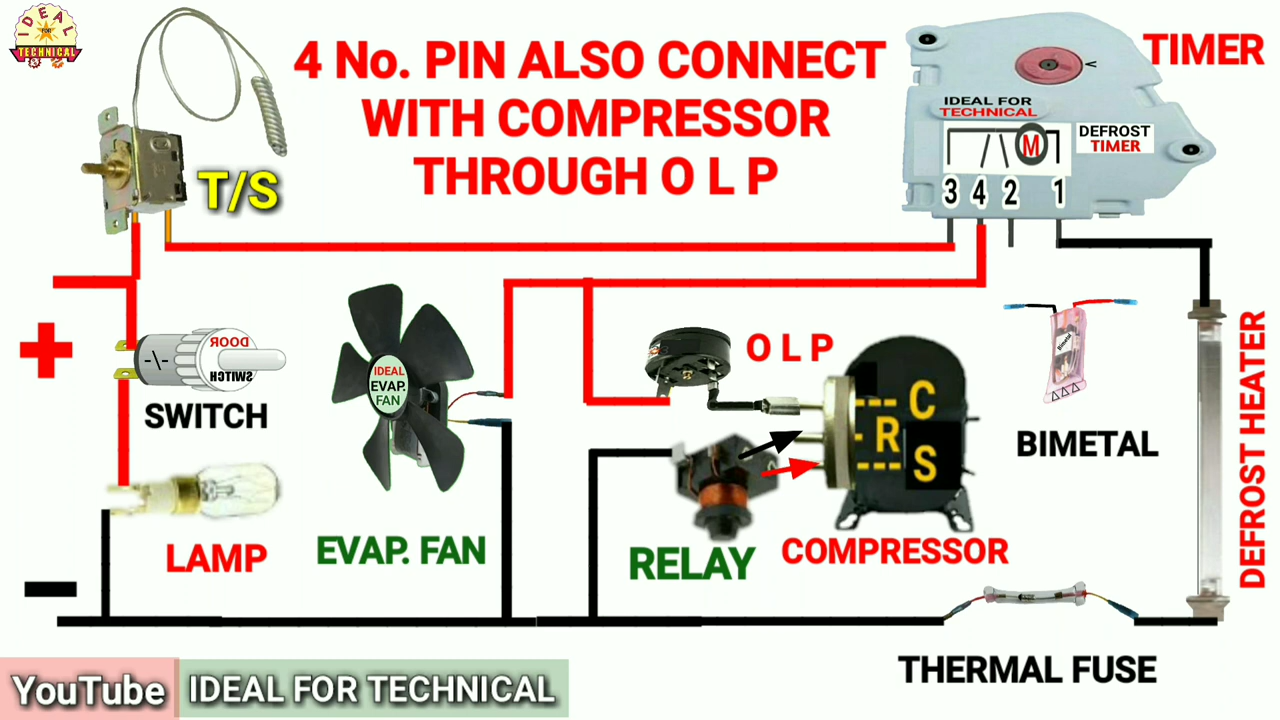 IDEAL
FOR
TECHNICAL
4 No. PIN ALSO CONNECT
WITH COMPRESSOR
THROUGH O L P
TIMER
IDEAL FOR
TECHNICAL
M
DEFROST
TIMER
3 4 2 1
T/S
+
DOOR
SWITCH
-\-
SWITCH
IDEAL
EVAP.
FAN
O L P
C
R
S
Bimetal
BIMETAL
DEFROST HEATER
LAMP
EVAP. FAN
RELAY
COMPRESSOR
THERMAL FUSE
YouTube
IDEAL FOR TECHNICAL